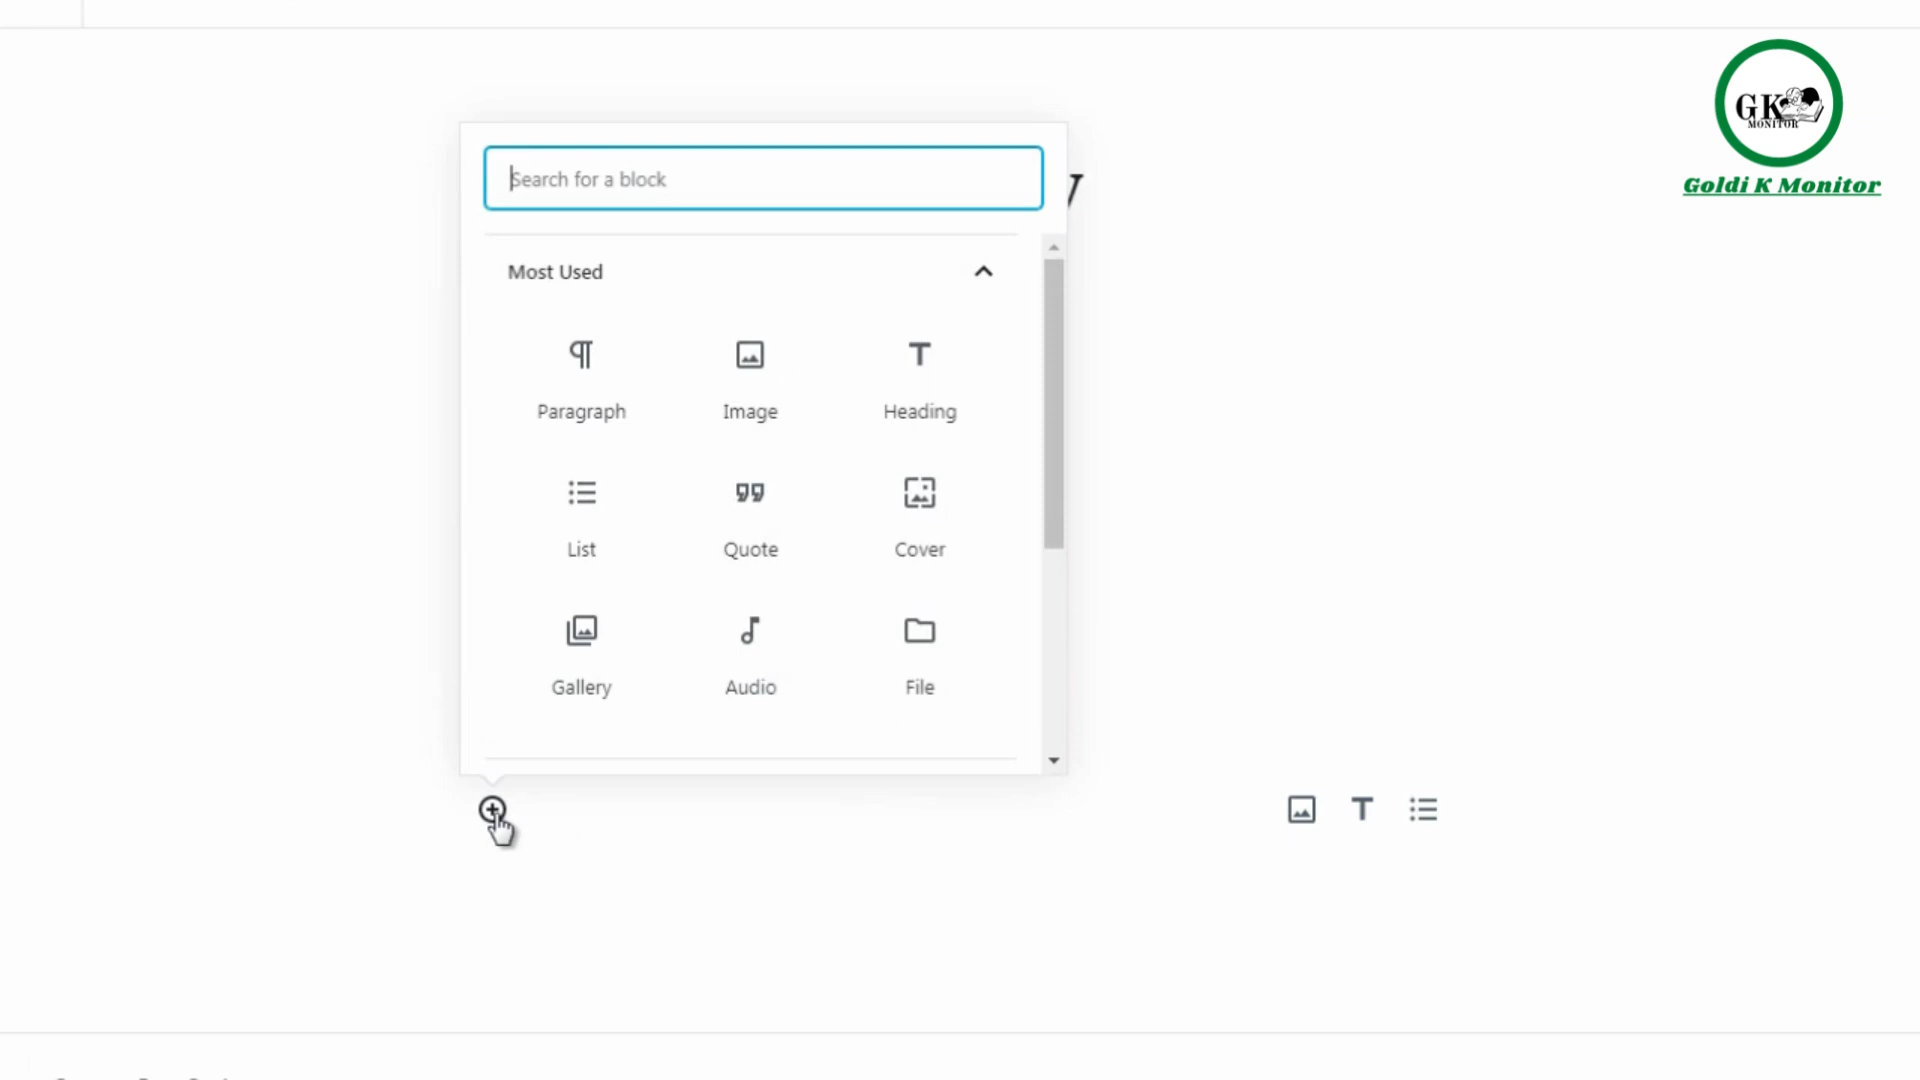 Search for a block
Most Used
Paragraph
Image
Heading
List
Quote
Cover
Gallery
Audio
File
GK
MONITOR
Goldi K Monitor